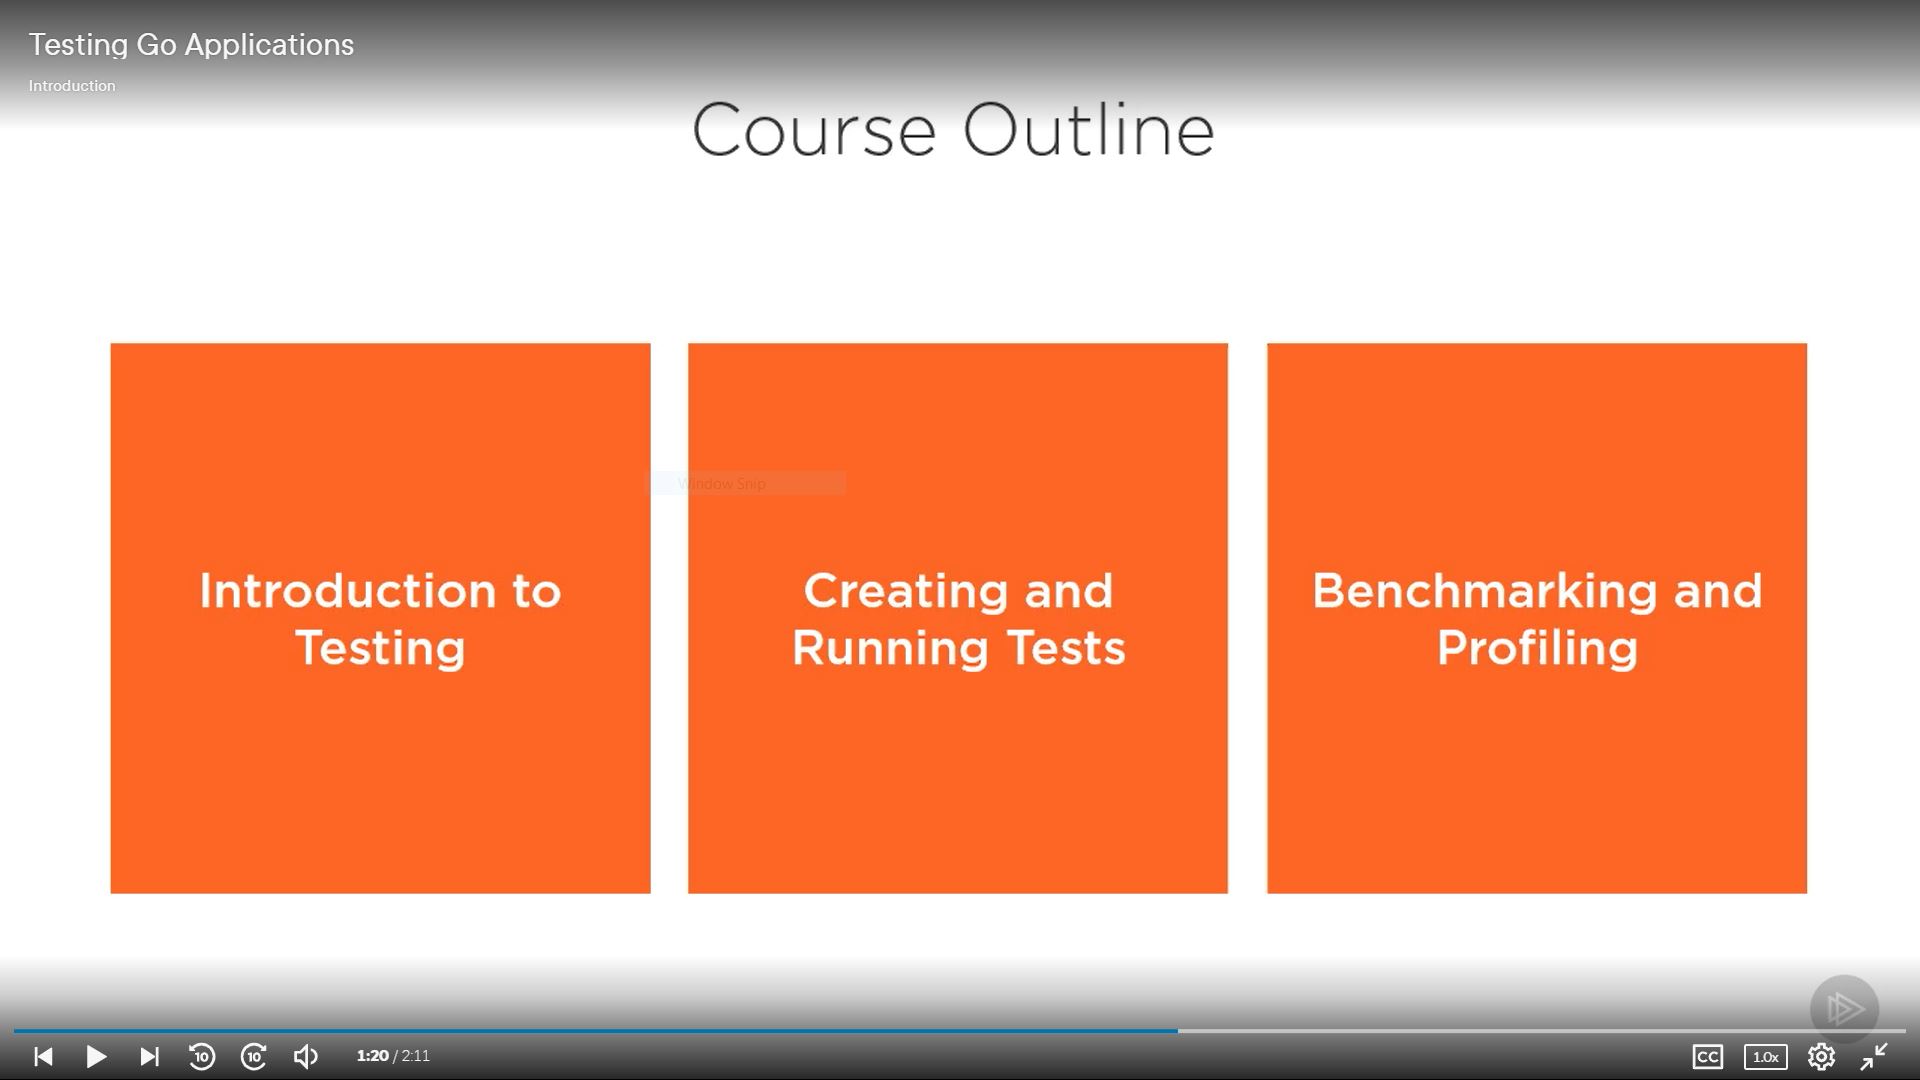 Testing Go Applications
Introduction
Course Outline
Window Snip
Introduction to
Testing
Creating and
Running Tests
Benchmarking and
Profiling
10
10
1:20 / 2:11
CC
1.0x